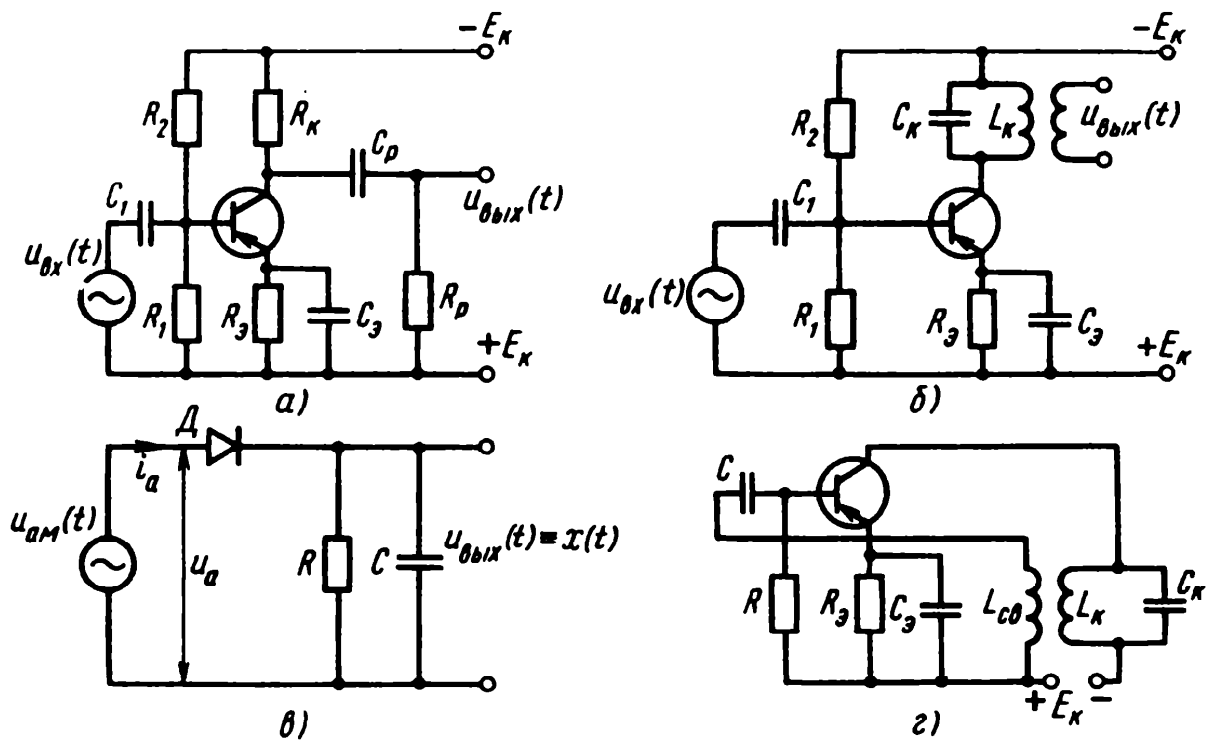 − Eк
R₂
Rк
Cр
C₁
uвых(t)
uвх(t)
R₁
Rэ
Cэ
Rр
+ Eк
а)
−Eк
R₂
Cк
Lк
uвых(t)
C₁
uвх(t)
R₁
Rэ
Cэ
+ Eк
б)
Д
iа
uам(t)
uа
R
C
uвых(t) ≡ x(t)
в)
C
R
Rэ
Cэ
Lсв
Lк
Cк
+ Eк −
г)